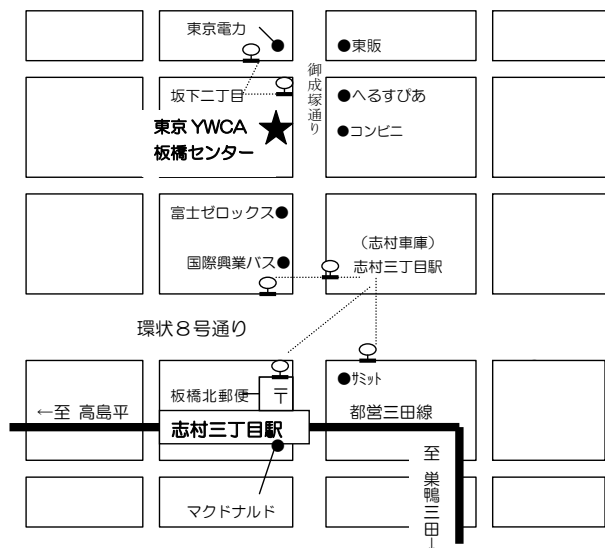 東京電力
東販
御成塚通り
坂下二丁目
へるすぴあ
東京 YWCA
板橋センター
コンビニ
富士ゼロックス
国際興業バス
（志村車庫）
志村三丁目駅
環状８号通り
サミット
板橋北郵便
〒
←至 高島平
志村三丁目駅
都営三田線
至 巣鴨三田→
マクドナルド